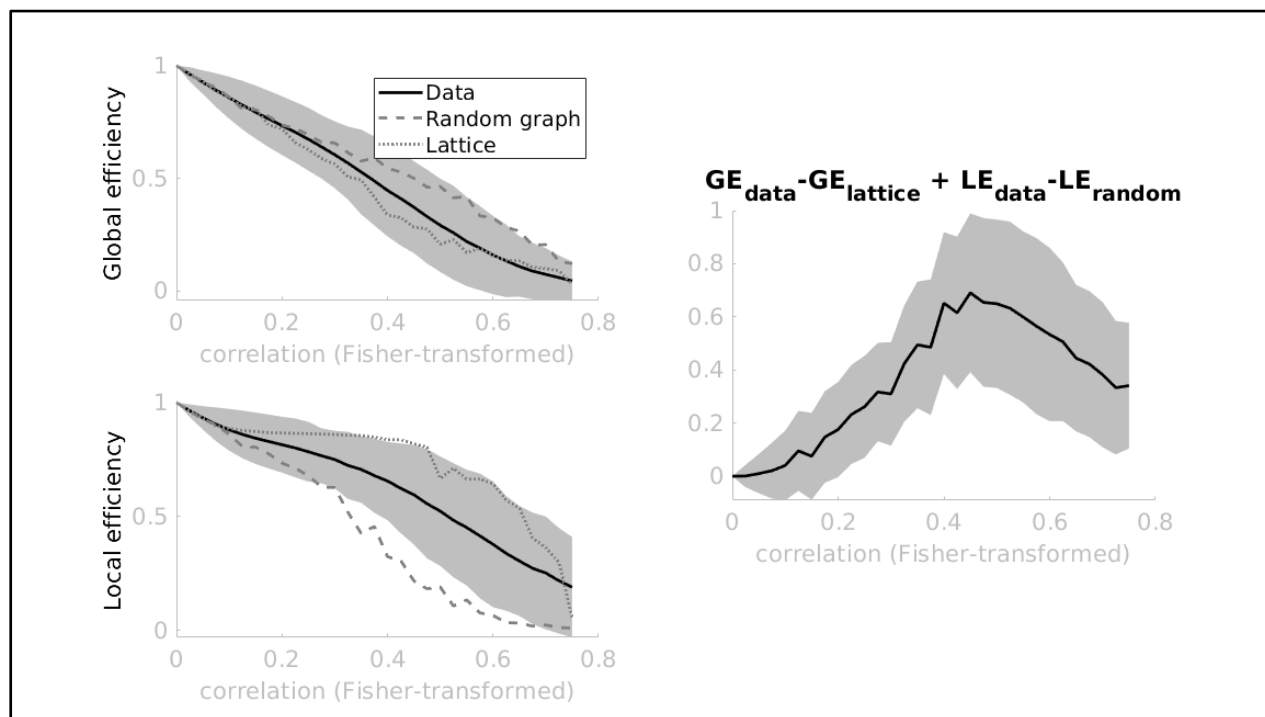 Global efficiency
1
0.5
0
Data
Random graph
Lattice
0 0.2 0.4 0.6 0.8
correlation (Fisher-transformed)
Local efficiency
1
0.5
0
0 0.2 0.4 0.6 0.8
correlation (Fisher-transformed)
GEdata-GElattice + LEdata-LErandom
1
0.8
0.6
0.4
0.2
0
0 0.2 0.4 0.6 0.8
correlation (Fisher-transformed)